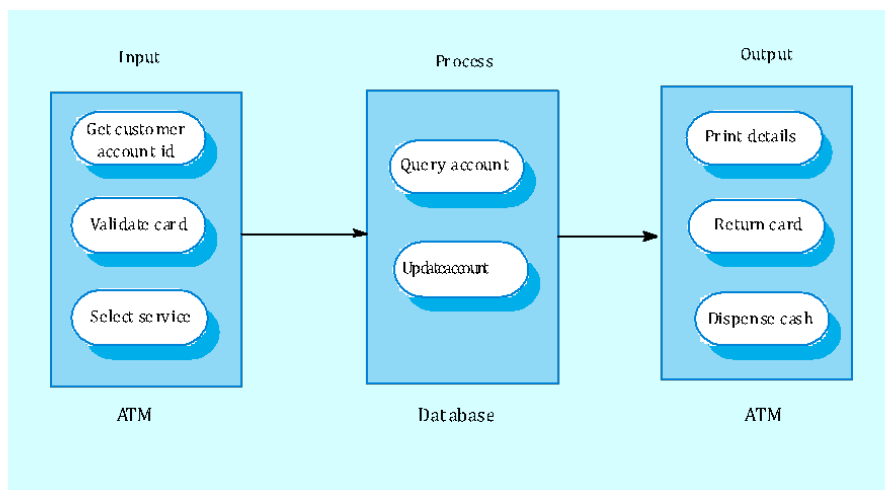 Input
Process
Output
Get customer
account id
Validate card
Select service
Query account
Updateaccount
Print details
Return card
Dispense cash
ATM
Database
ATM